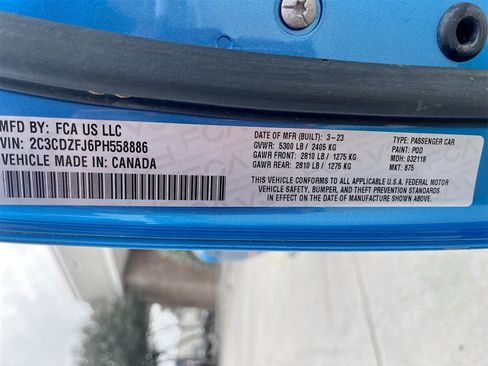 MFD BY: FCA US LLC
VIN: 2C3CDZFJ6PH558886
VEHICLE MADE IN: CANADA
DATE OF MFR (BUILT): 3-23
GVWR: 5300 LB / 2405 KG
GAWR FRONT: 2810 LB / 1275 KG
GAWR REAR: 2810 LB / 1275 KG
THIS VEHICLE CONFORMS TO ALL APPLICABLE U.S.A. FEDERAL MOTOR
VEHICLE SAFETY, BUMPER, AND THEFT PREVENTION STANDARDS
IN EFFECT ON THE DATE OF MANUFACTURE SHOWN ABOVE.
TYPE: PASSENGER CAR
PAINT: PQD
MDH: 032118
MKT: 875